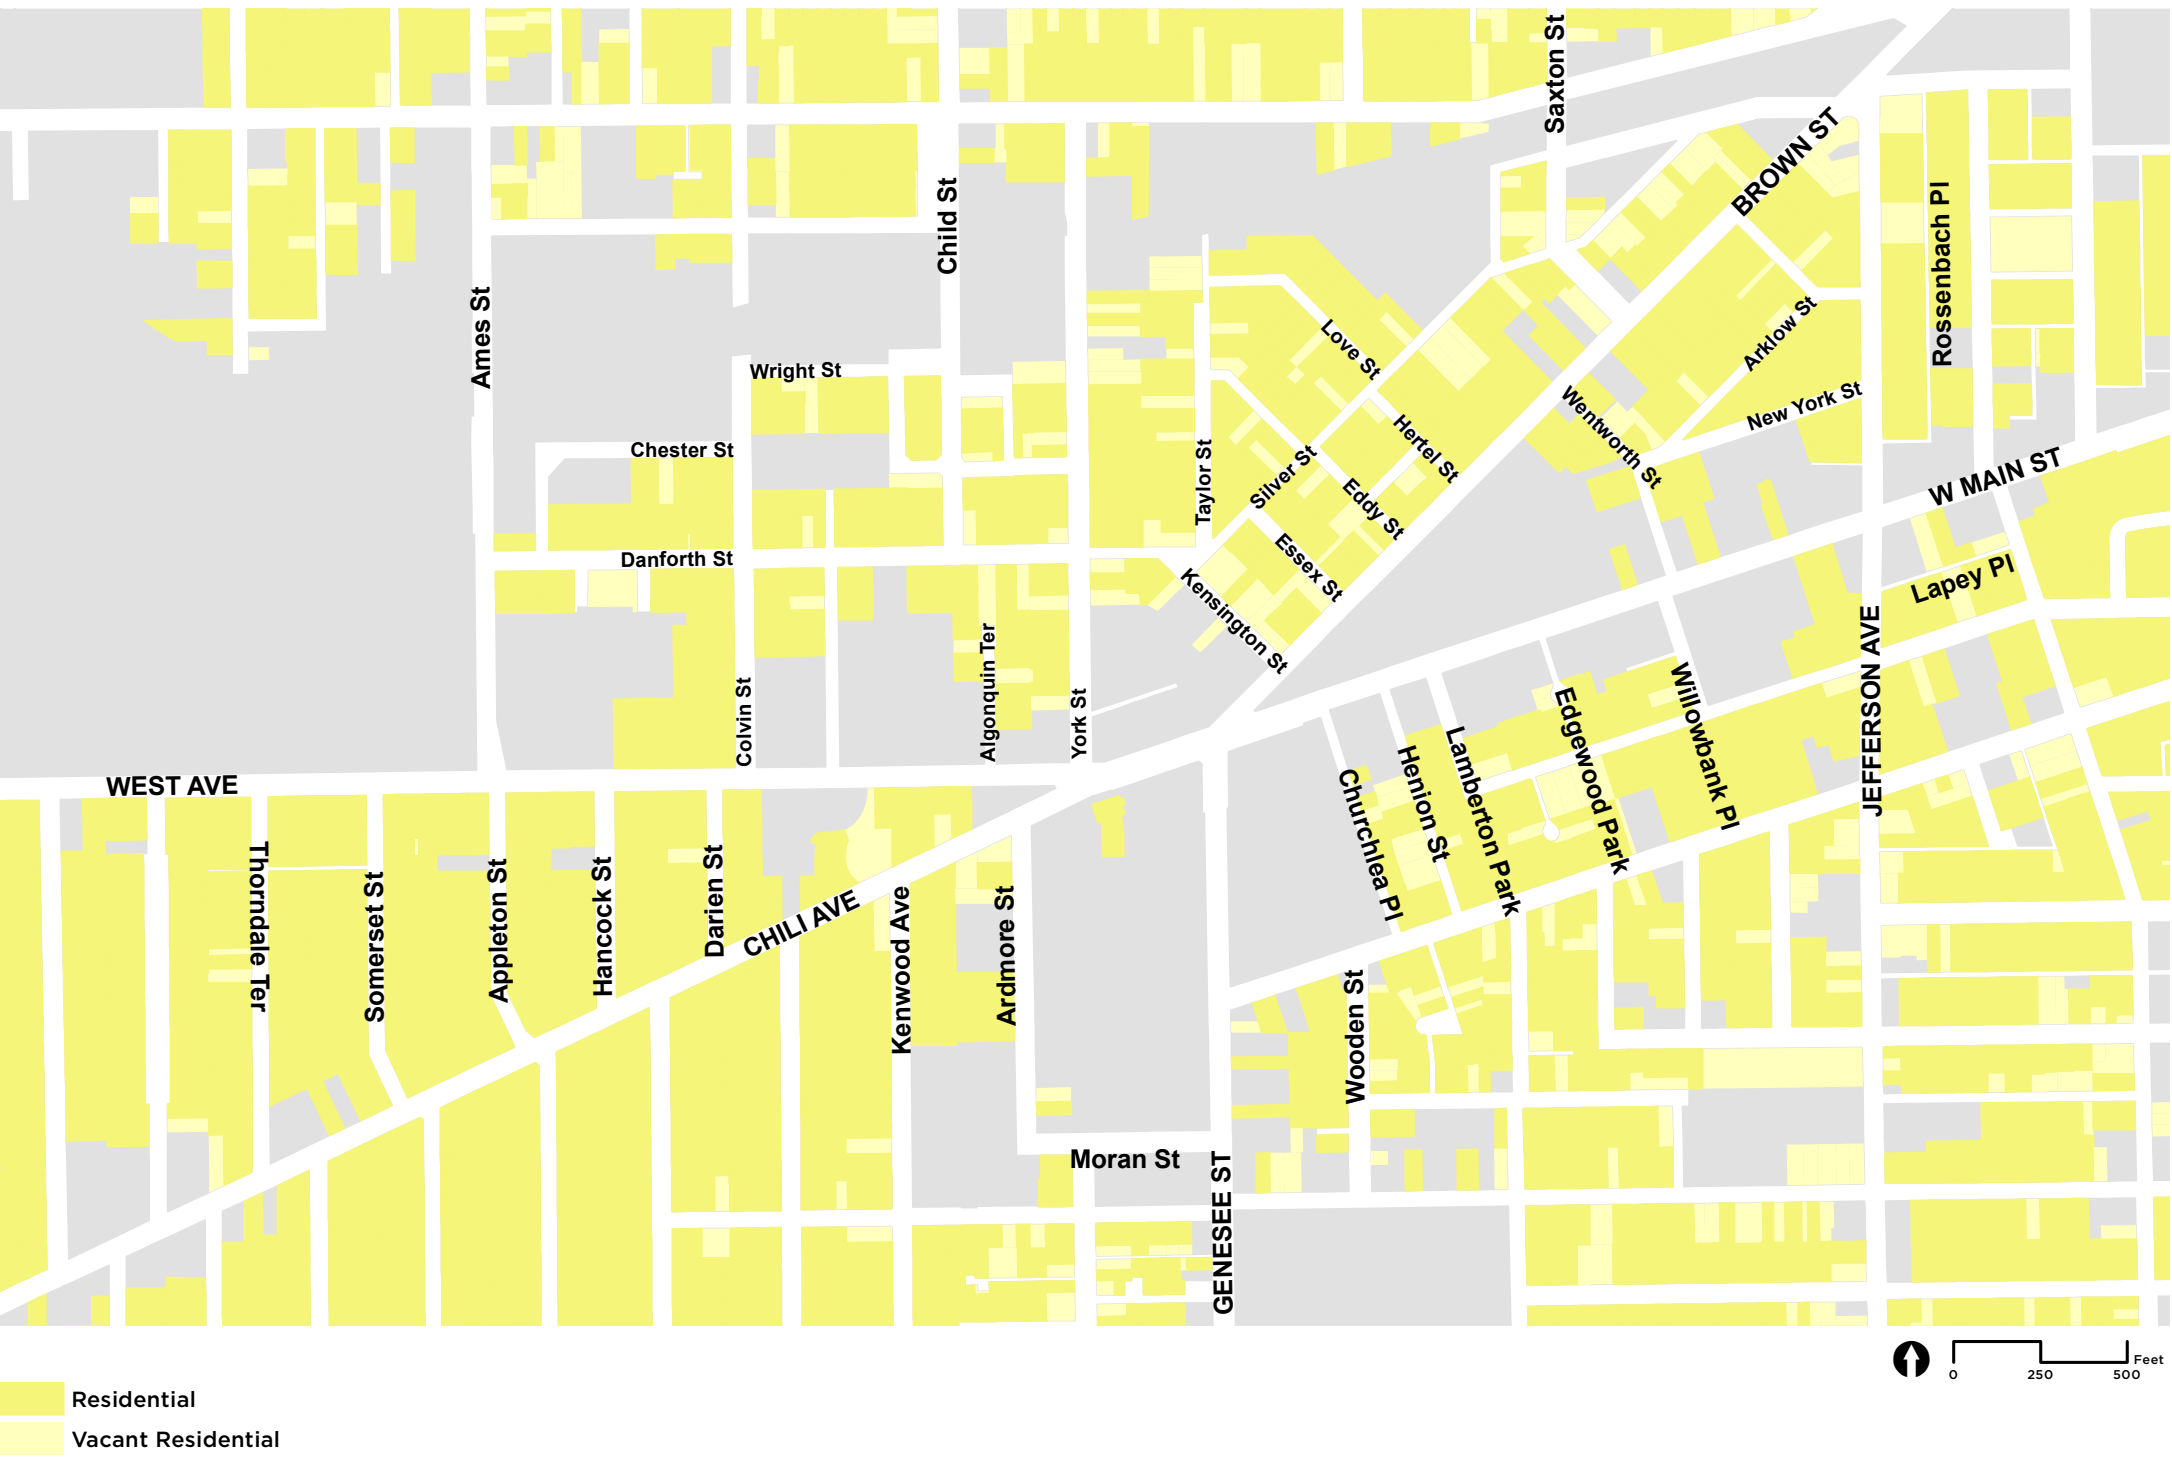 Saxton St
BROWN ST
Child St
Rossenbach Pl
Ames St
Love St
Arklow St
Wright St
Wentworth St
New York St
Hertel St
Chester St
Taylor St
Silver St
Eddy St
W MAIN ST
Danforth St
Essex St
Kensington St
Lapey Pl
JEFFERSON AVE
Colvin St
Algonquin Ter
York St
Edgewood Park
Willowbank Pl
Lamberton Park
Henion St
Churchlea Pl
WEST AVE
Thorndale Ter
Somerset St
Appleton St
Hancock St
Darien St
CHILI AVE
Kenwood Ave
Ardmore St
Wooden St
Moran St
GENESEE ST
0
250
500
Feet
Residential
Vacant Residential